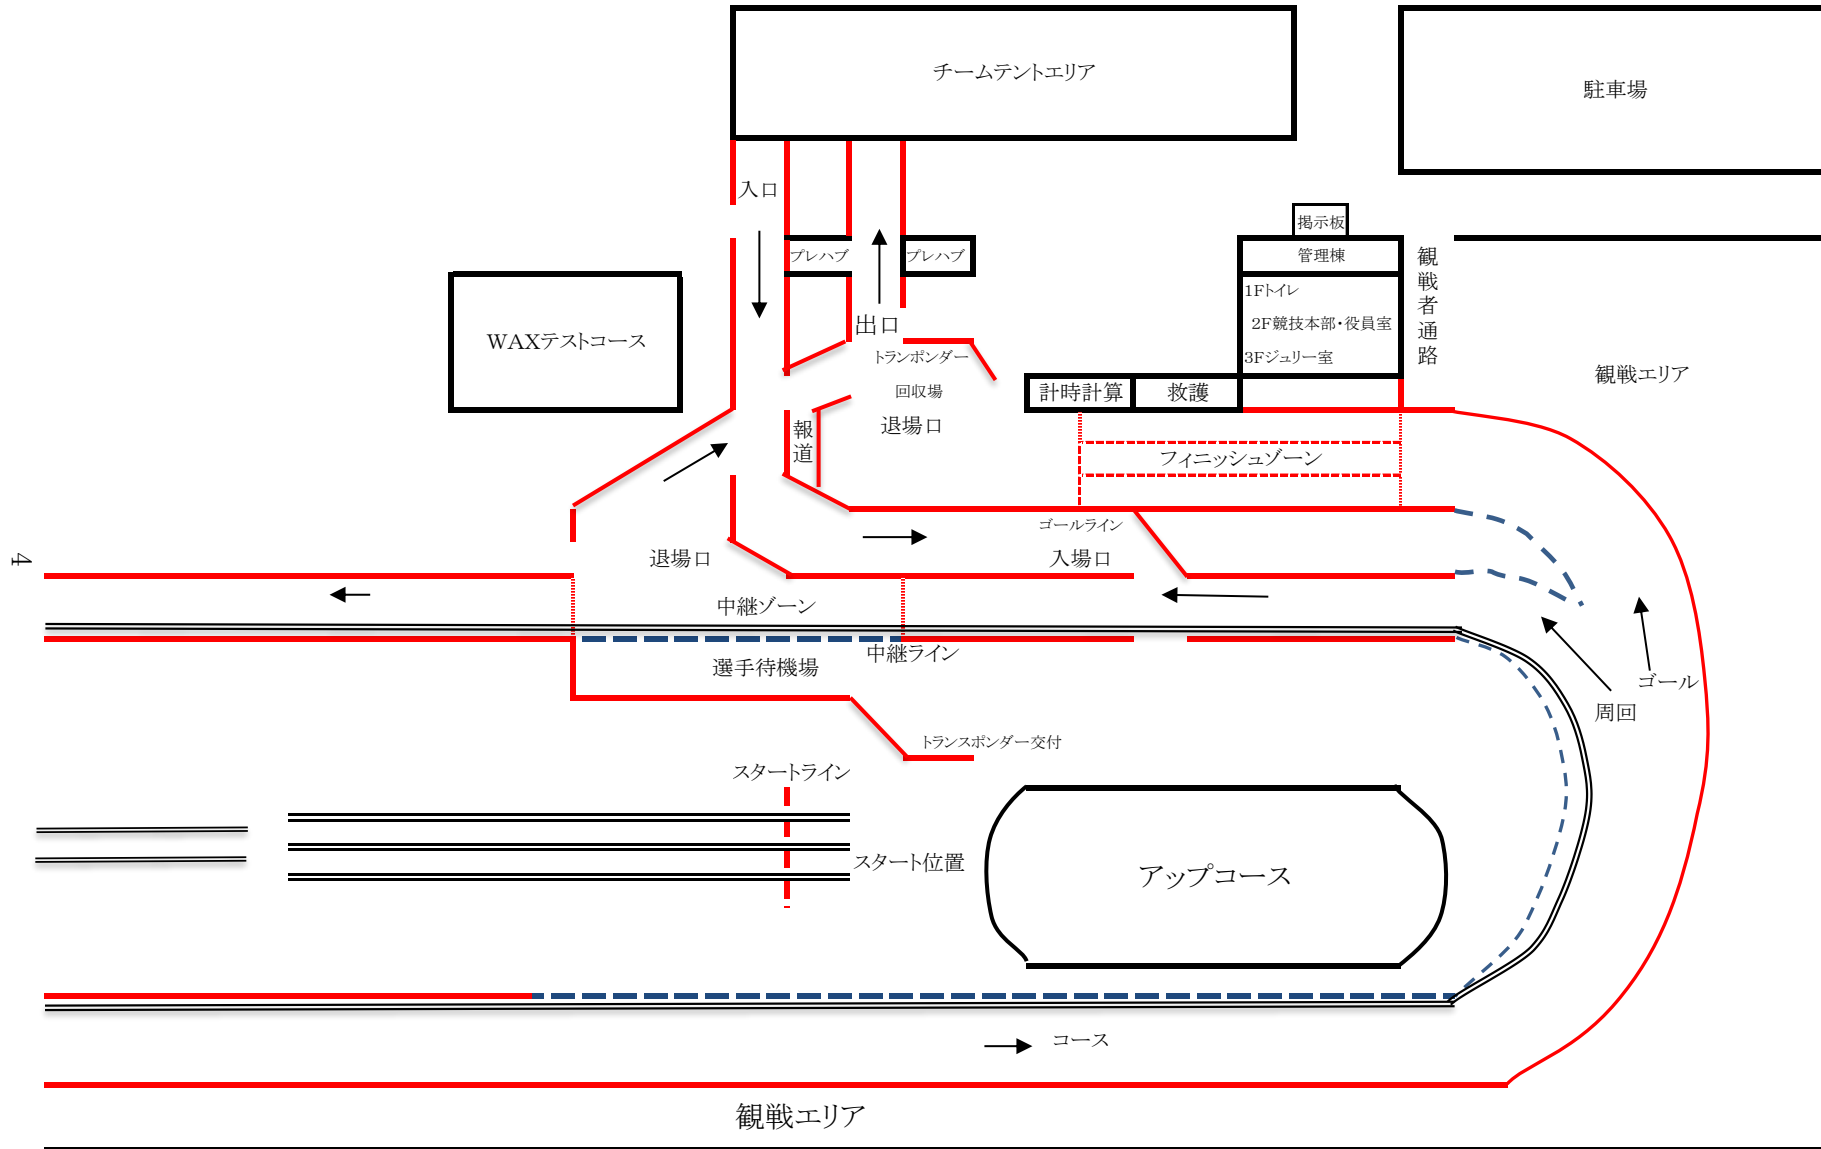 チームテントエリア
駐車場
入口
掲示板
プレハブ
プレハブ
管理棟
観戦者通路
1Fトイレ
2F競技本部・役員室
3Fジュリー室
出口
WAXテストコース
トランポンダー
回収場
観戦エリア
計時計算
救護
報道
退場口
フィニッシュゾーン
ゴールライン
4
退場口
入場口
中継ゾーン
中継ライン
選手待機場
ゴール
周回
トランスポンダー交付
スタートライン
スタート位置
アップコース
コース
観戦エリア